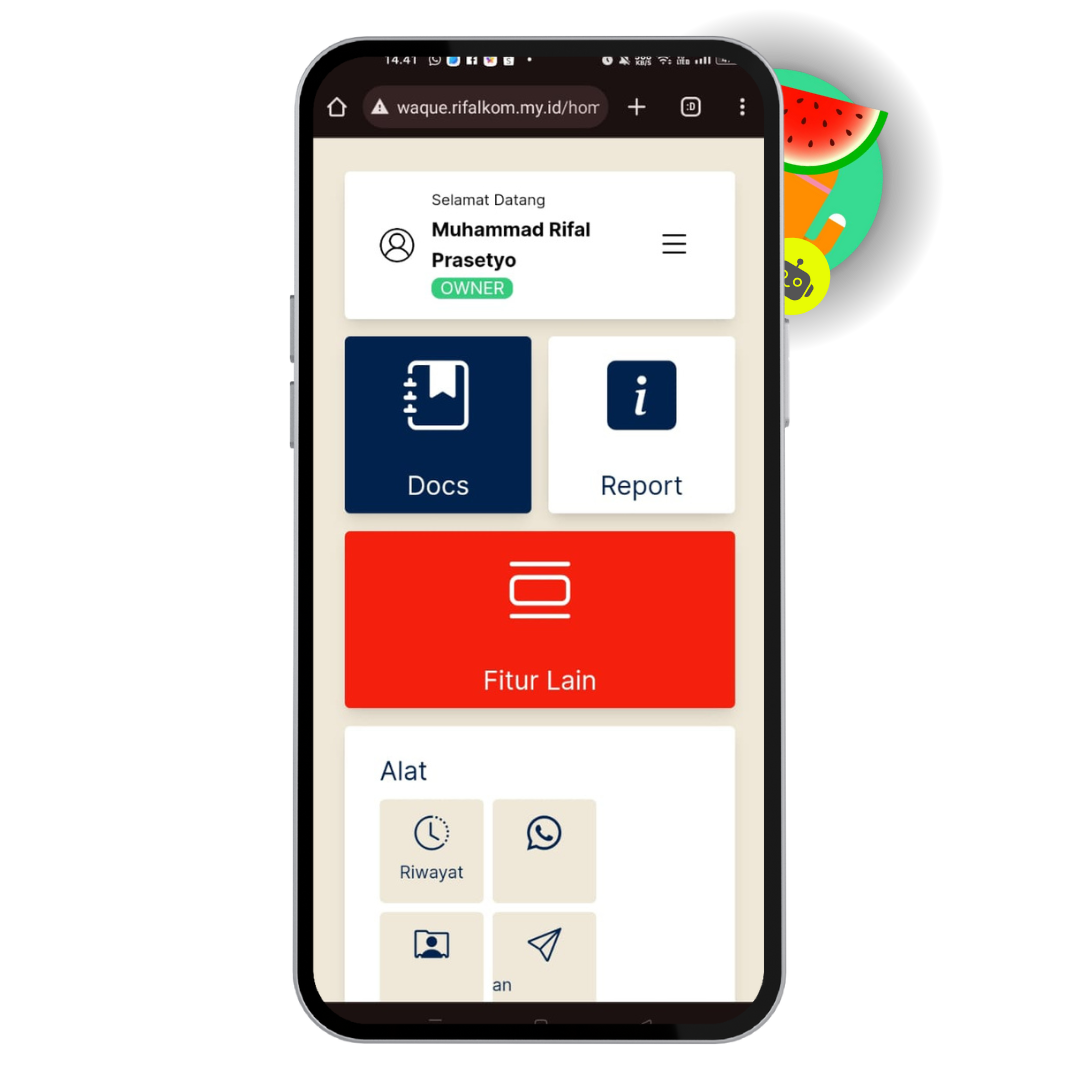 14.41
waque.rifalkom.my.id/hom
:D
Selamat Datang
Muhammad Rifal
Prasetyo
OWNER
Docs
i
Report
Fitur Lain
Alat
Riwayat
an